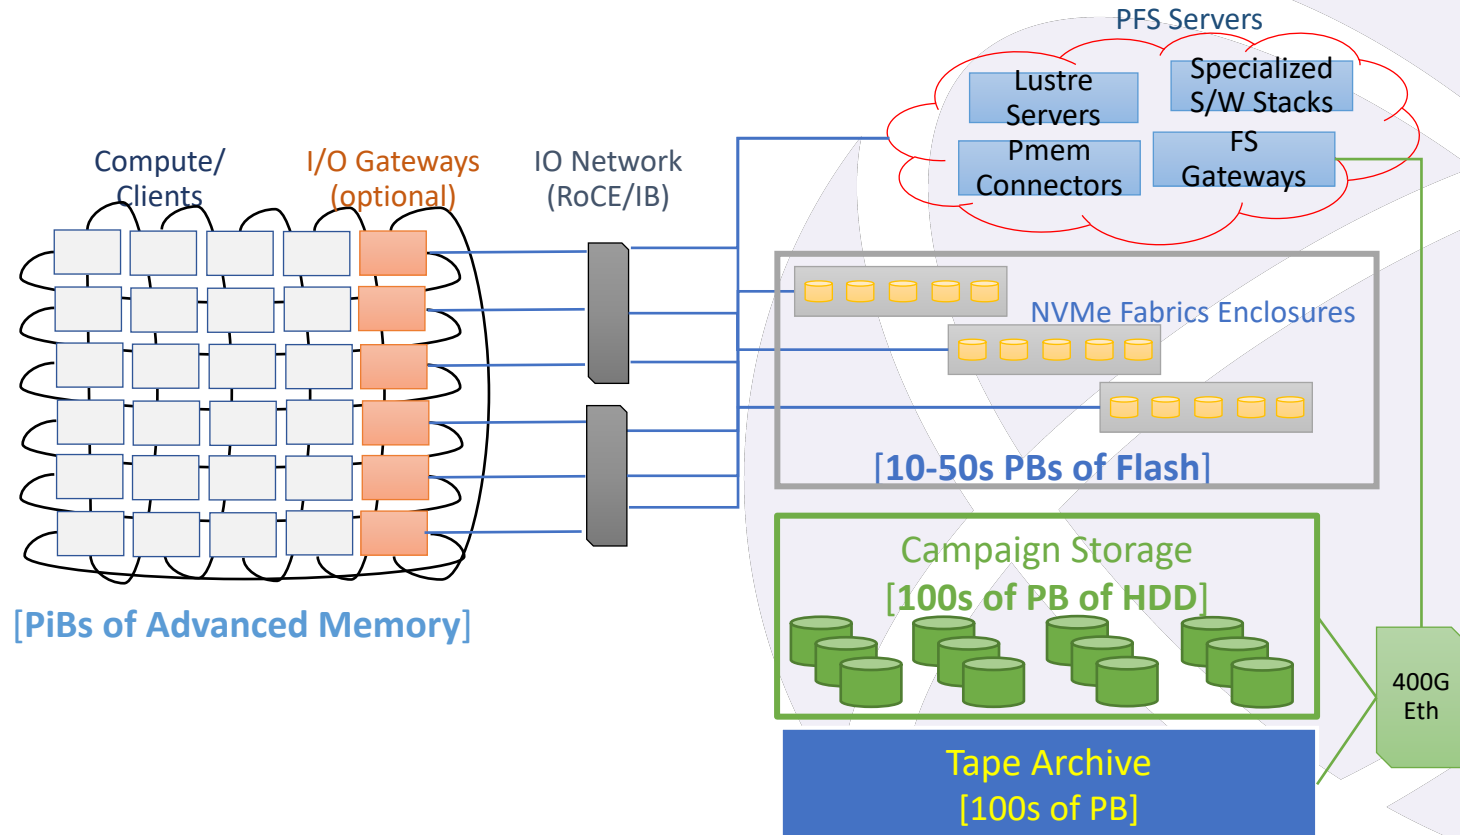 PFS Servers
Lustre
Servers
Specialized
S/W Stacks
Pmem
Connectors
FS
Gateways
Compute/
Clients
I/O Gateways
(optional)
IO Network
(RoCE/IB)
NVMe Fabrics Enclosures
[10-50s PBs of Flash]
Campaign Storage
[100s of PB of HDD]
[PiBs of Advanced Memory]
400G
Eth
Tape Archive
[100s of PB]